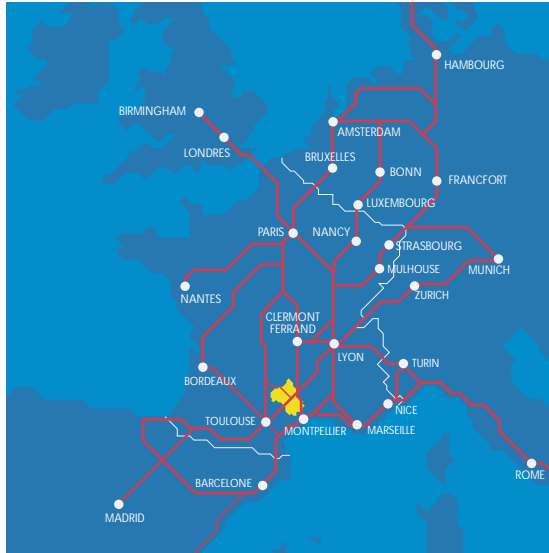 HAMBOURG
BIRMINGHAM
AMSTERDAM
LONDRES
BRUXELLES
BONN
FRANCFORT
LUXEMBOURG
PARIS
NANCY
STRASBOURG
MULHOUSE
MUNICH
NANTES
ZURICH
CLERMONT
FERRAND
LYON
TURIN
BORDEAUX
NICE
TOULOUSE
MONTPELLIER
MARSEILLE
ROME
BARCELONE
MADRID